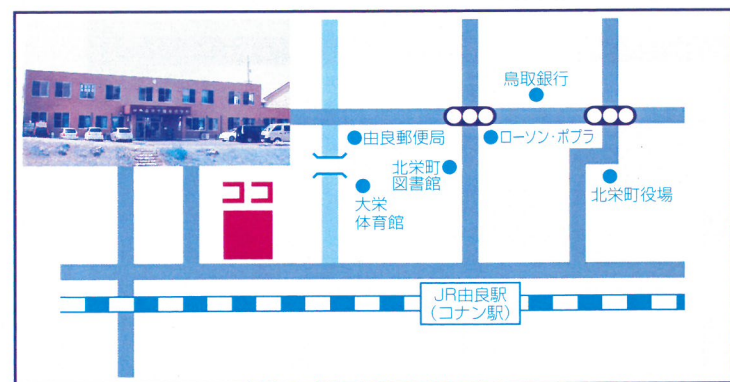 鳥取銀行
由良郵便局
ローソン・ポプラ
北栄町
図書館
北栄町役場
大栄
体育館
ココ
JR由良駅
(コナン駅)